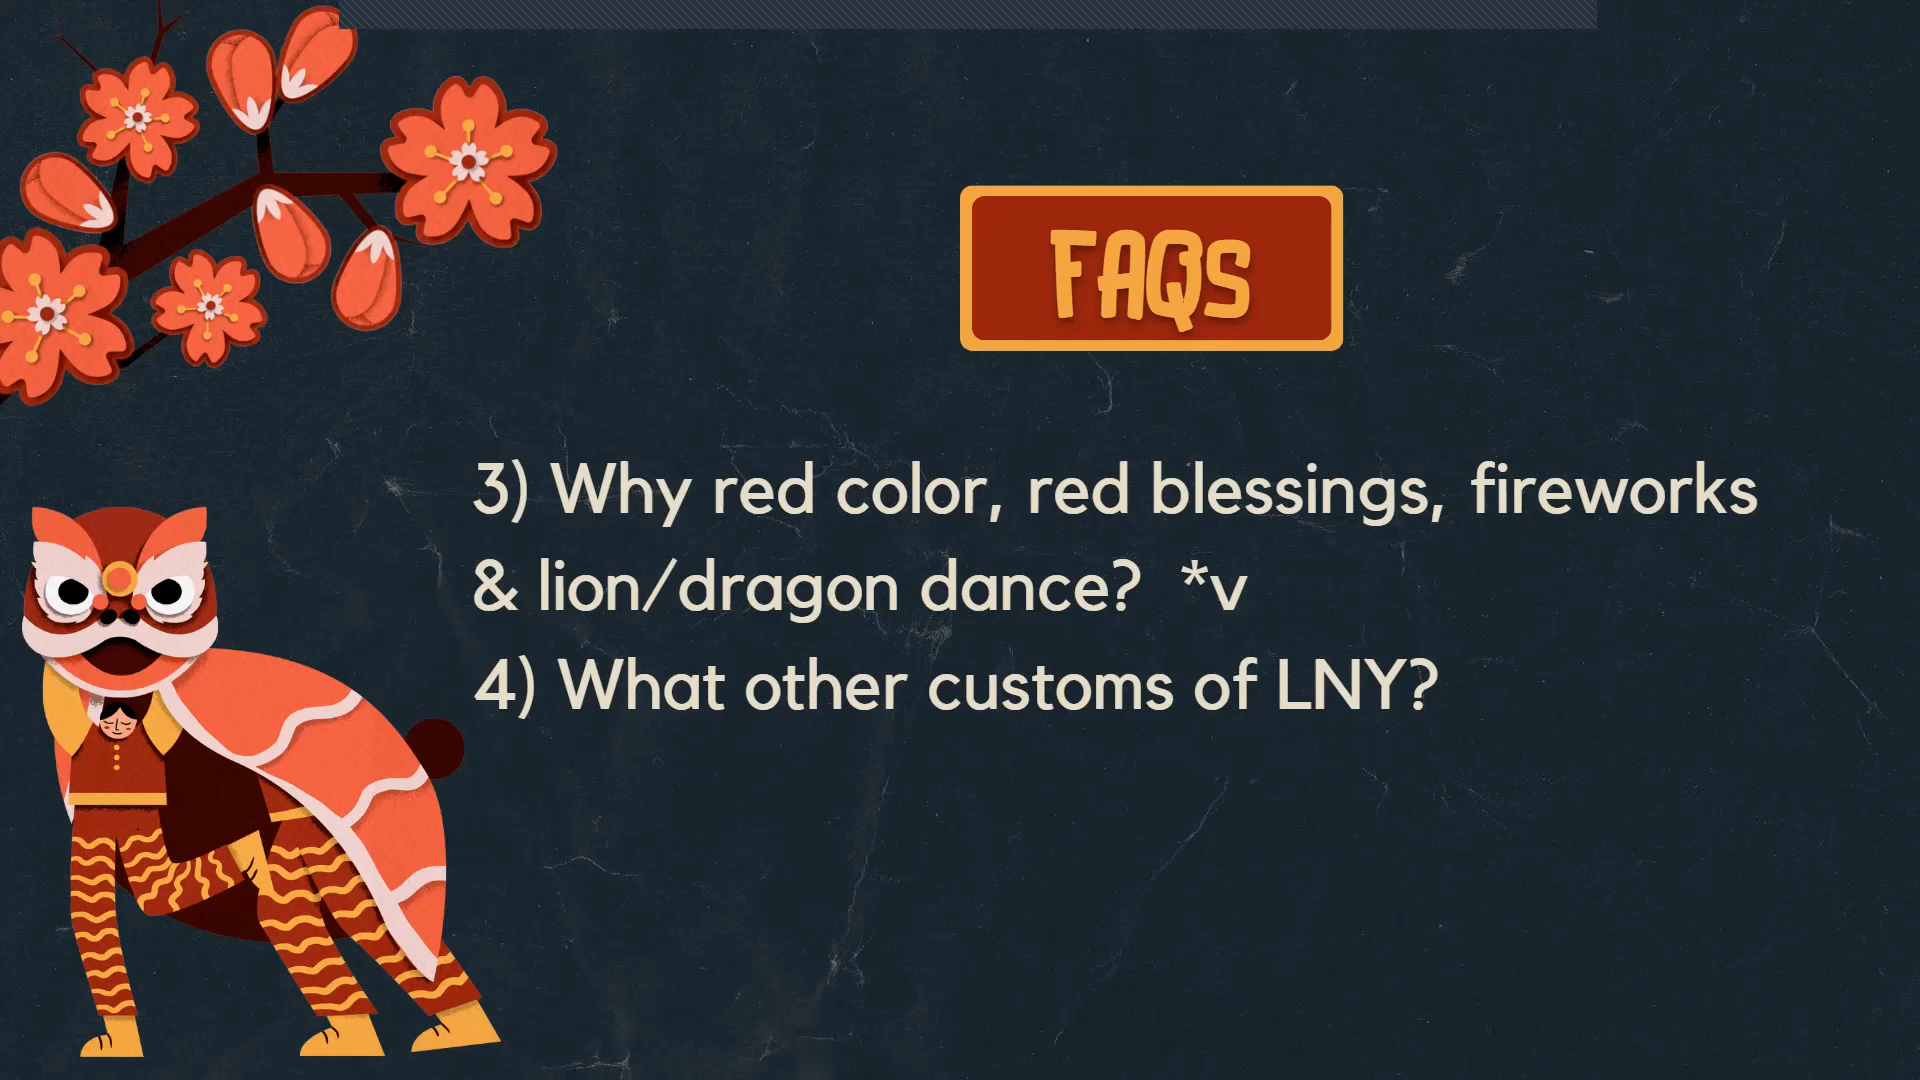 FAQS
3) Why red color, red blessings, fireworks
& lion/dragon dance? *v
4) What other customs of LNY?